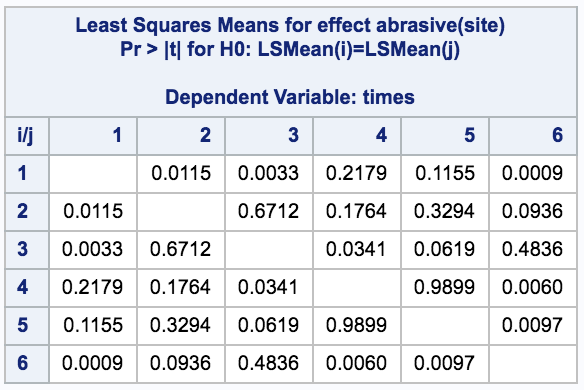 Least Squares Means for effect abrasive(site)
Pr > |t| for H0: LSMean(i)=LSMean(j)
Dependent Variable: times
i/j 1 2 3 4 5 6
1 0.0115 0.0033 0.2179 0.1155 0.0009
2 0.0115 0.6712 0.1764 0.3294 0.0936
3 0.0033 0.6712 0.0341 0.0619 0.4836
4 0.2179 0.1764 0.0341 0.9899 0.0060
5 0.1155 0.3294 0.0619 0.9899 0.0097
6 0.0009 0.0936 0.4836 0.0060 0.0097